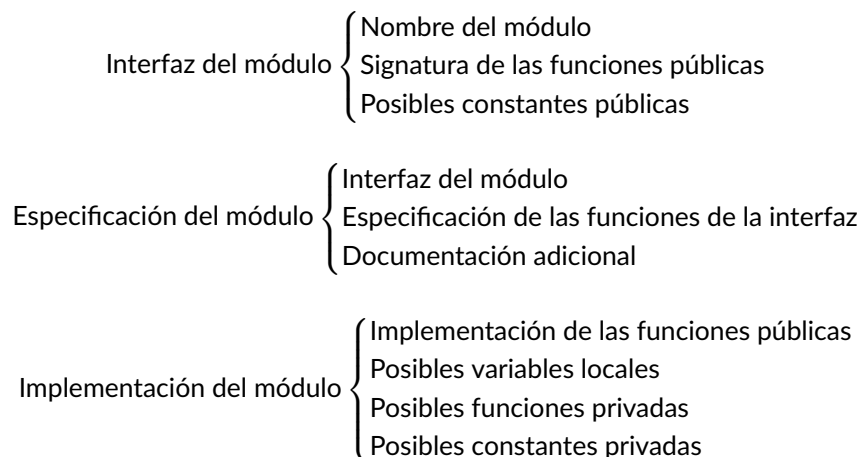 Interfaz del módulo
Nombre del módulo
Signatura de las funciones públicas
Posibles constantes públicas
Especificación del módulo
Interfaz del módulo
Especificación de las funciones de la interfaz
Documentación adicional
Implementación del módulo
Implementación de las funciones públicas
Posibles variables locales
Posibles funciones privadas
Posibles constantes privadas